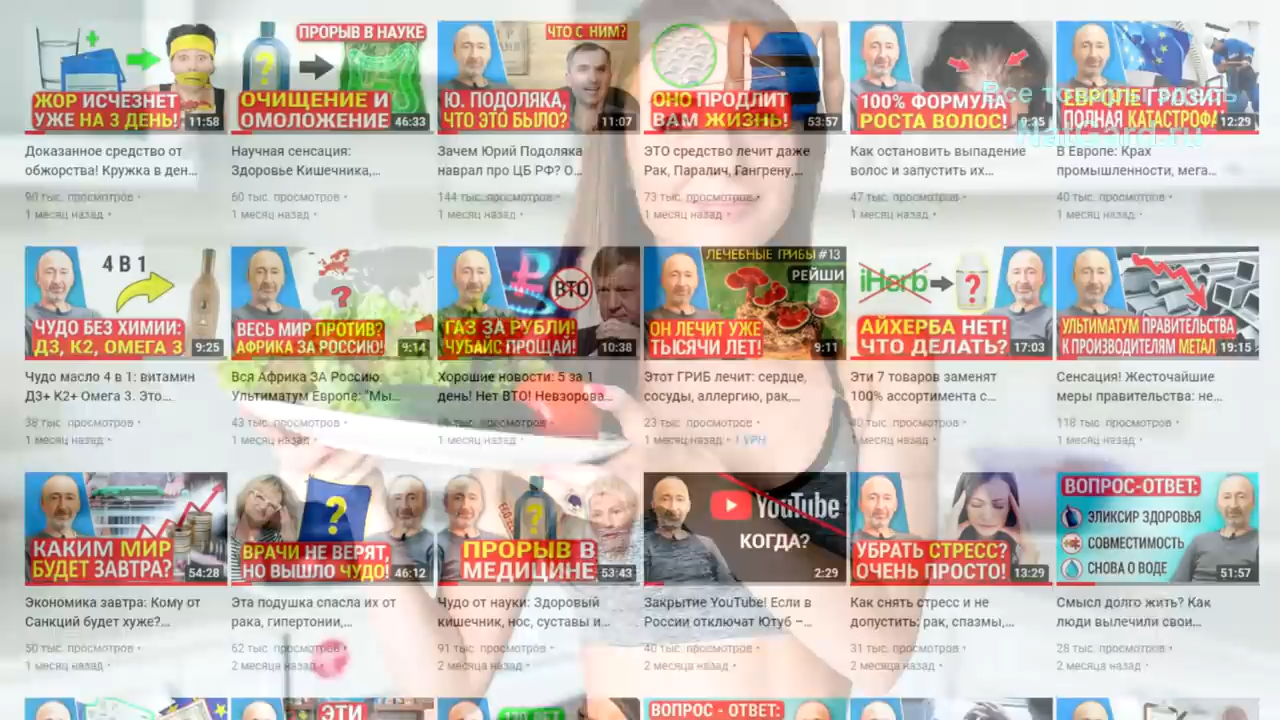 ЖОР ИСЧЕЗНЕТ
УЖЕ НА 3 ДЕНЬ!
11:58
Доказанное средство от
обжорства! Кружка в ден...
90 тыс. просмотров •
1 месяц назад •
?
ПРОРЫВ В НАУКЕ
ОЧИЩЕНИЕ И
ОМОЛОЖЕНИЕ
46:33
Научная сенсация:
Здоровье Кишечника,...
60 тыс. просмотров •
1 месяц назад •
ЧТО С НИМ?
Ю. ПОДОЛЯКА,
ЧТО ЭТО БЫЛО?
11:07
Зачем Юрий Подоляка
наврал про ЦБ РФ? О...
144 тыс. просмотров •
1 месяц назад •
ОНО ПРОДЛИТ
ВАМ ЖИЗНЬ!
53:57
ЭТО средство лечит даже
Рак, Паралич, Гангрену,...
73 тыс. просмотров •
1 месяц назад •
100% ФОРМУЛА
РОСТА ВОЛОС!
9:35
Как остановить выпадение
волос и запустить их...
47 тыс. просмотров •
1 месяц назад •
Все товары здесь
ЕВРОПЕ ГРОЗИТ
ПОЛНАЯ КАТАСТРОФА
12:29
В Европе: Крах
промышленности, мега...
40 тыс. просмотров •
1 месяц назад •
4 В 1
ЧУДО БЕЗ ХИМИИ:
Д3, К2, ОМЕГА 3
9:25
Чудо масло 4 в 1: витамин
Д3+ К2+ Омега 3. Это...
38 тыс. просмотров •
1 месяц назад •
?
ВЕСЬ МИР ПРОТИВ?
АФРИКА ЗА РОССИЮ!
9:14
Вся Африка ЗА Россию.
Ультиматум Европе: "Мы...
43 тыс. просмотров •
1 месяц назад •
ВТО
ГАЗ ЗА РУБЛИ!
ЧУБАЙС ПРОЩАЙ!
10:38
Хорошие новости: 5 за 1
день! Нет ВТО! Невзорова...
тыс. просмотров •
1 месяц назад •
ЛЕЧЕБНЫЕ ГРИБЫ #13
РЕЙШИ
ОН ЛЕЧИТ УЖЕ
ТЫСЯЧИ ЛЕТ!
9:11
Этот ГРИБ лечит: сердце,
сосуды, аллергию, рак,...
23 тыс. просмотров •
1 месяц назад •
iHerb
?
АЙХЕРБА НЕТ!
ЧТО ДЕЛАТЬ?
17:03
Эти 7 товаров заменят
100% ассортимента с...
40 тыс. просмотров •
1 месяц назад •
УЛЬТИМАТУМ ПРАВИТЕЛЬСТВА
К ПРОИЗВОДИТЕЛЯМ МЕТАЛ
19:15
Сенсация! Жесточайшие
меры правительства: не...
118 тыс. просмотров •
1 месяц назад •
КАКИМ МИР
БУДЕТ ЗАВТРА?
54:28
Экономика завтра: Кому от
Санкций будет хуже?...
50 тыс. просмотров •
1 месяц назад •
?
ВРАЧИ НЕ ВЕРЯТ,
НО ВЫШЛО ЧУДО!
46:12
Эта подушка спасла их от
рака, гипертонии,...
62 тыс. просмотров •
2 месяца назад •
?
ПРОРЫВ В
МЕДИЦИНЕ
53:43
Чудо от науки: Здоровый
кишечник, нос, суставы и...
91 тыс. просмотров •
2 месяца назад •
YouTube
КОГДА?
2:29
Закрытие YouTube! Если в
России отключат Ютуб –...
40 тыс. просмотров •
2 месяца назад •
УБРАТЬ СТРЕСС?
ОЧЕНЬ ПРОСТО!
13:29
Как снять стресс и не
допустить: рак, спазмы,...
31 тыс. просмотров •
2 месяца назад •
ВОПРОС-ОТВЕТ:
ЭЛИКСИР ЗДОРОВЬЯ
СОВМЕСТИМОСТЬ
СНОВА О ВОДЕ
51:57
Смысл долго жить? Как
люди вылечили свои...
28 тыс. просмотров •
2 месяца назад •
ЭТИ
120 ЛЕТ
ВОПРОС - ОТВЕТ: